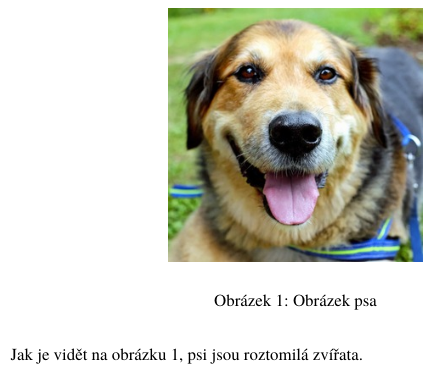 Obrázek 1: Obrázek psa
Jak je vidět na obrázku 1, psi jsou roztomilá zvířata.